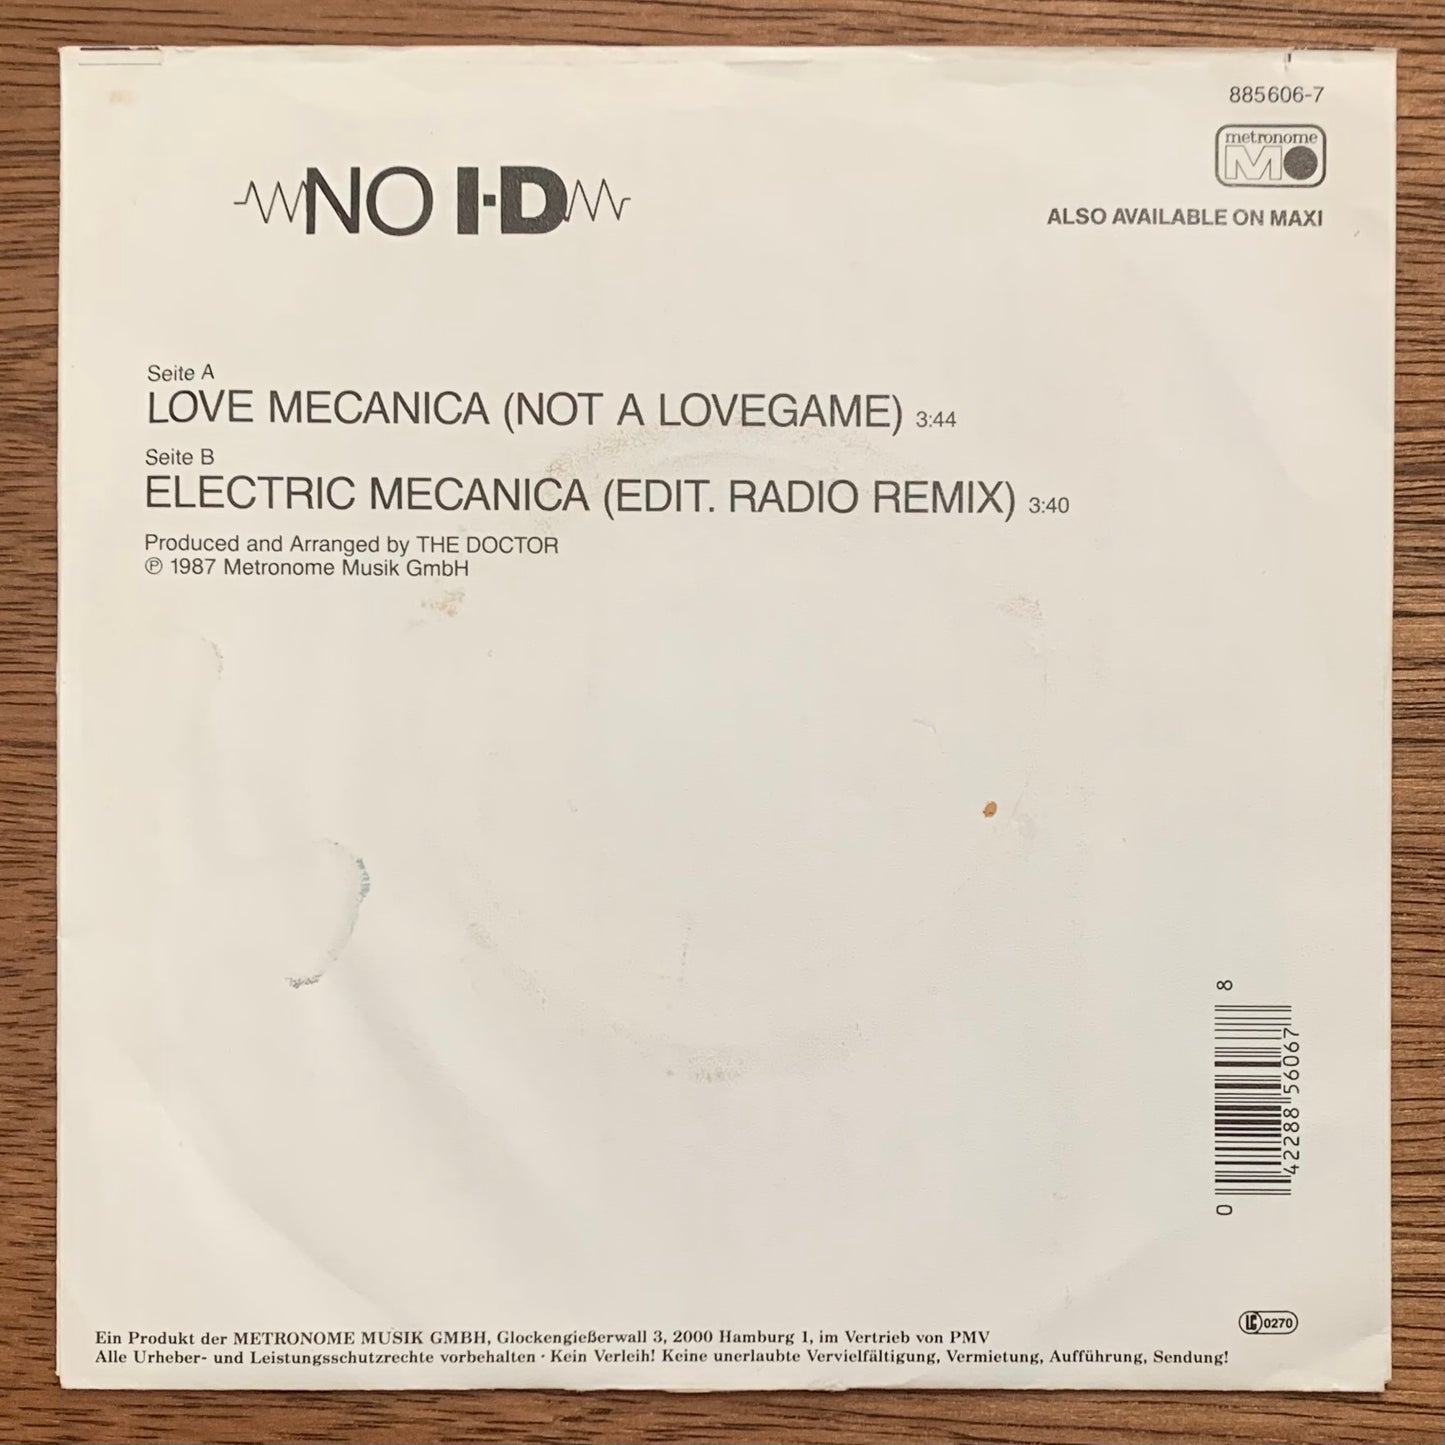 885606-7
metronome
M
NO I-D
ALSO AVAILABLE ON MAXI
Seite A
LOVE MECANICA (NOT A LOVEGAME) 3:44
Seite B
ELECTRIC MECANICA (EDIT. RADIO REMIX) 3:40
Produced and Arranged by THE DOCTOR
℗ 1987 Metronome Musik GmbH
0 42288 56067 8
LC 0270
Ein Produkt der METRONOME MUSIK GMBH, Glockengießerwall 3, 2000 Hamburg 1, im Vertrieb von PMV
Alle Urheber- und Leistungsschutzrechte vorbehalten · Kein Verleih! Keine unerlaubte Vervielfältigung, Vermietung, Aufführung, Sendung!